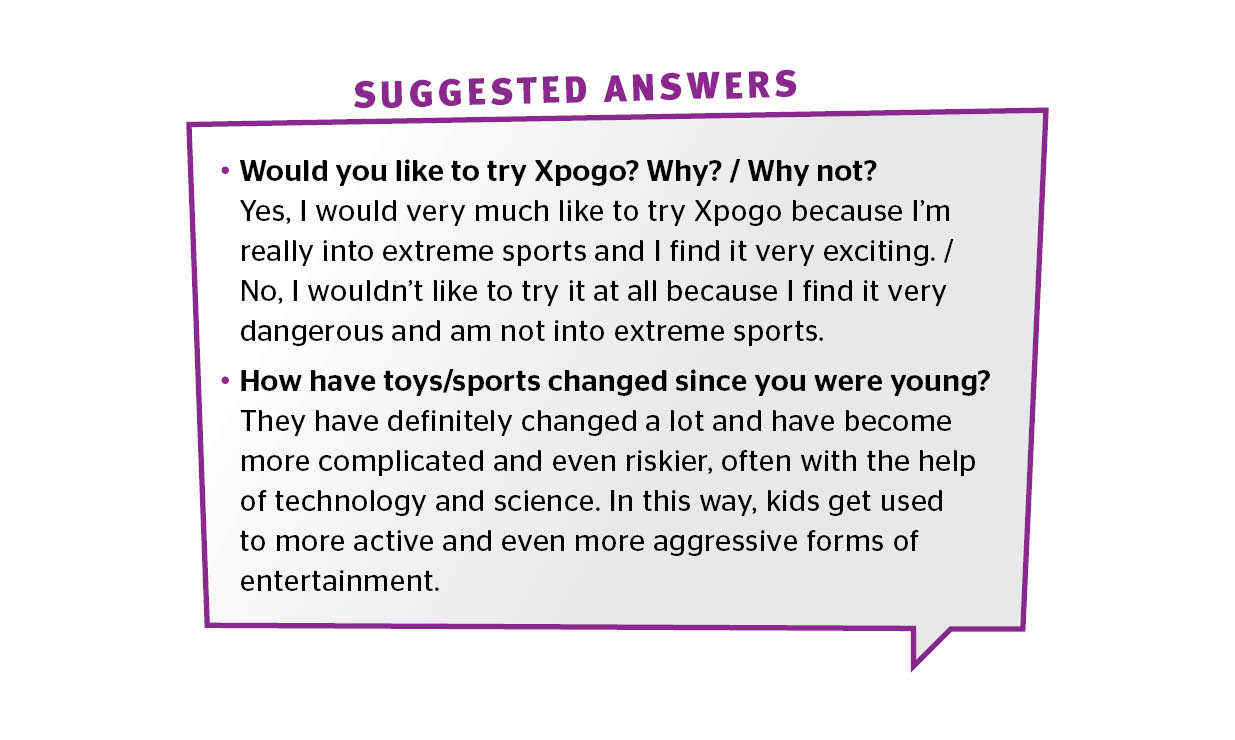 SUGGESTED ANSWERS
• Would you like to try Xpogo? Why? / Why not?
Yes, I would very much like to try Xpogo because I’m
really into extreme sports and I find it very exciting. /
No, I wouldn’t like to try it at all because I find it very
dangerous and am not into extreme sports.
• How have toys/sports changed since you were young?
They have definitely changed a lot and have become
more complicated and even riskier, often with the help
of technology and science. In this way, kids get used
to more active and even more aggressive forms of
entertainment.